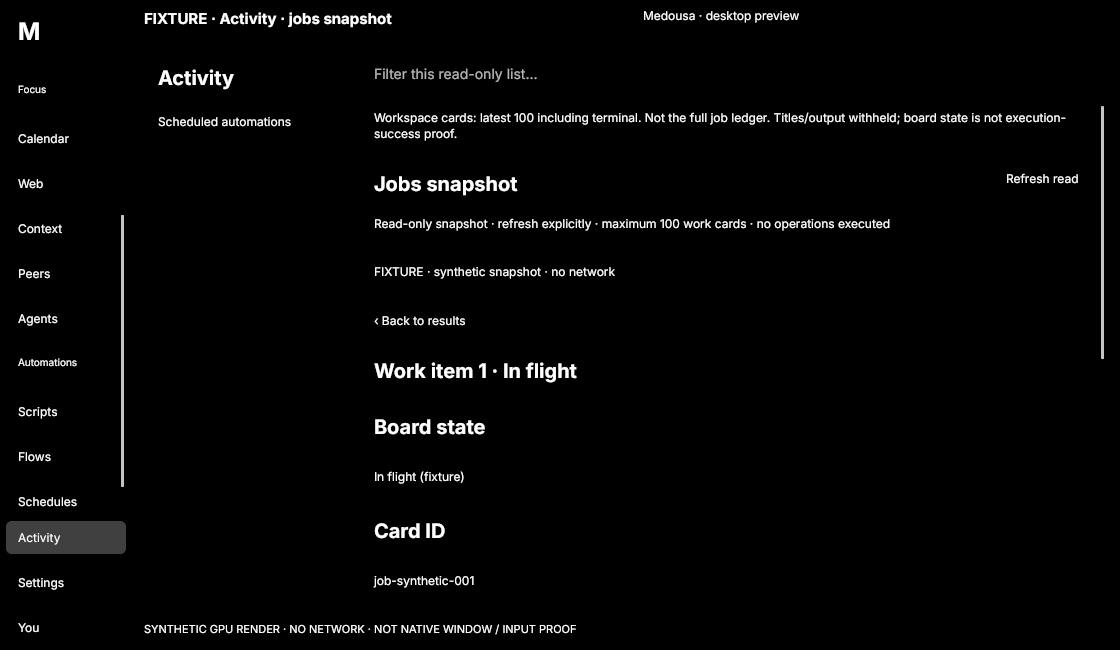 M
FIXTURE · Activity · jobs snapshot
Medousa · desktop preview
Focus
Calendar
Web
Context
Peers
Agents
Automations
Scripts
Flows
Schedules
Activity
Settings
You
Activity
Scheduled automations
Filter this read-only list...
Workspace cards: latest 100 including terminal. Not the full job ledger. Titles/output withheld; board state is not execution-
success proof.
Jobs snapshot
Refresh read
Read-only snapshot · refresh explicitly · maximum 100 work cards · no operations executed
FIXTURE · synthetic snapshot · no network
‹ Back to results
Work item 1 · In flight
Board state
In flight (fixture)
Card ID
job-synthetic-001
SYNTHETIC GPU RENDER · NO NETWORK · NOT NATIVE WINDOW / INPUT PROOF